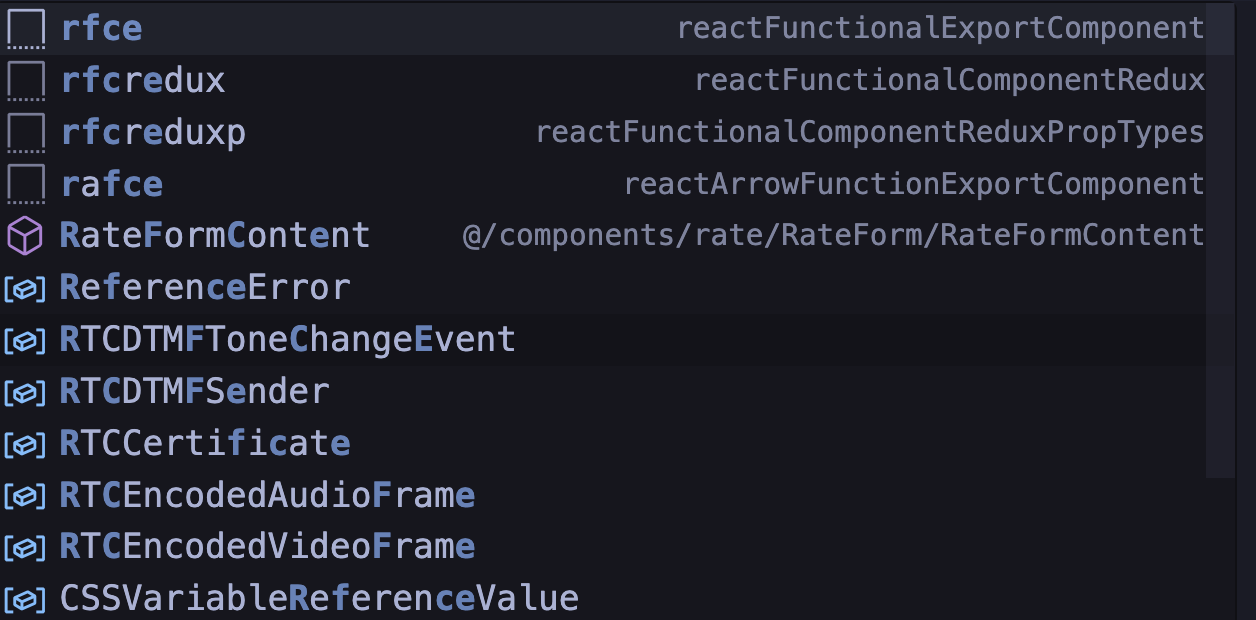 rfce reactFunctionalExportComponent
rfcredux reactFunctionalComponentRedux
rfcreduxp reactFunctionalComponentReduxPropTypes
rafce reactArrowFunctionExportComponent
RateFormContent @/components/rate/RateForm/RateFormContent
ReferenceError
RTCDTMFToneChangeEvent
RTCDTMFSender
RTCCertificate
RTCEncodedAudioFrame
RTCEncodedVideoFrame
CSSVariableReferenceValue